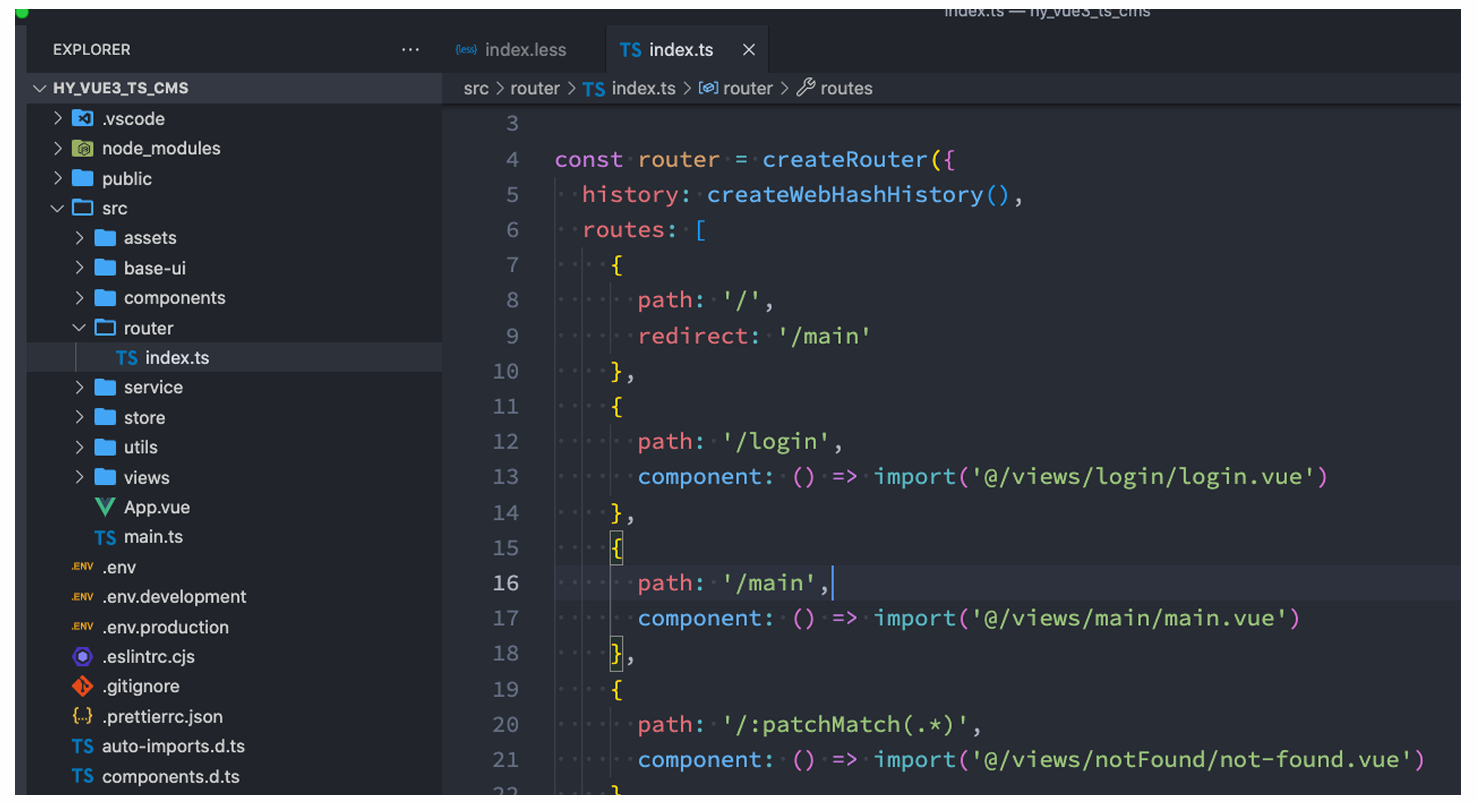 index.ts — hy_vue3_ts_cms
EXPLORER
HY_VUE3_TS_CMS
.vscode
node_modules
public
src
assets
base-ui
components
router
TS index.ts
service
store
utils
views
App.vue
TS main.ts
.ENV .env
.ENV .env.development
.ENV .env.production
.eslintrc.cjs
.gitignore
{..} .prettierrc.json
TS auto-imports.d.ts
TS components.d.ts
{less} index.less TS index.ts ×
src > router > TS index.ts > router > routes
3
4 const router = createRouter({
5 history: createWebHashHistory(),
6 routes: [
7 {
8 path: '/',
9 redirect: '/main'
10 },
11 {
12 path: '/login',
13 component: () => import('@/views/login/login.vue')
14 },
15 {
16 path: '/main',
17 component: () => import('@/views/main/main.vue')
18 },
19 {
20 path: '/:patchMatch(.*)',
21 component: () => import('@/views/notFound/not-found.vue')
22 }